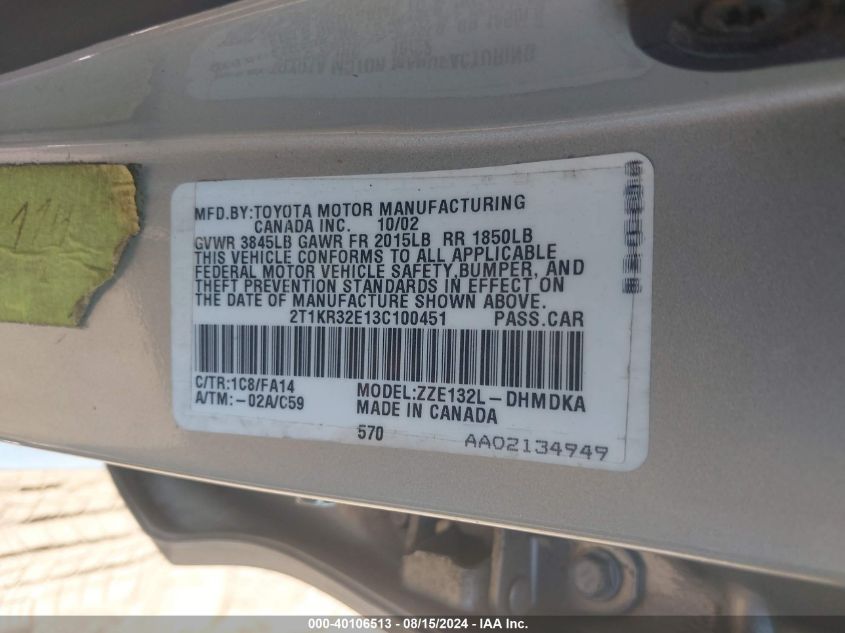 MFD.BY:TOYOTA MOTOR MANUFACTURING
CANADA INC. 10/02
GVWR 3845LB GAWR FR 2015LB RR 1850LB
THIS VEHICLE CONFORMS TO ALL APPLICABLE
FEDERAL MOTOR VEHICLE SAFETY,BUMPER, AND
THEFT PREVENTION STANDARDS IN EFFECT ON
THE DATE OF MANUFACTURE SHOWN ABOVE.
2T1KR32E13C100451 PASS.CAR
C/TR:1C8/FA14 MODEL:ZZE132L-DHMDKA
A/TM:-02A/C59 MADE IN CANADA
570 AA02134949
000-40106513 - 08/15/2024 - IAA Inc.